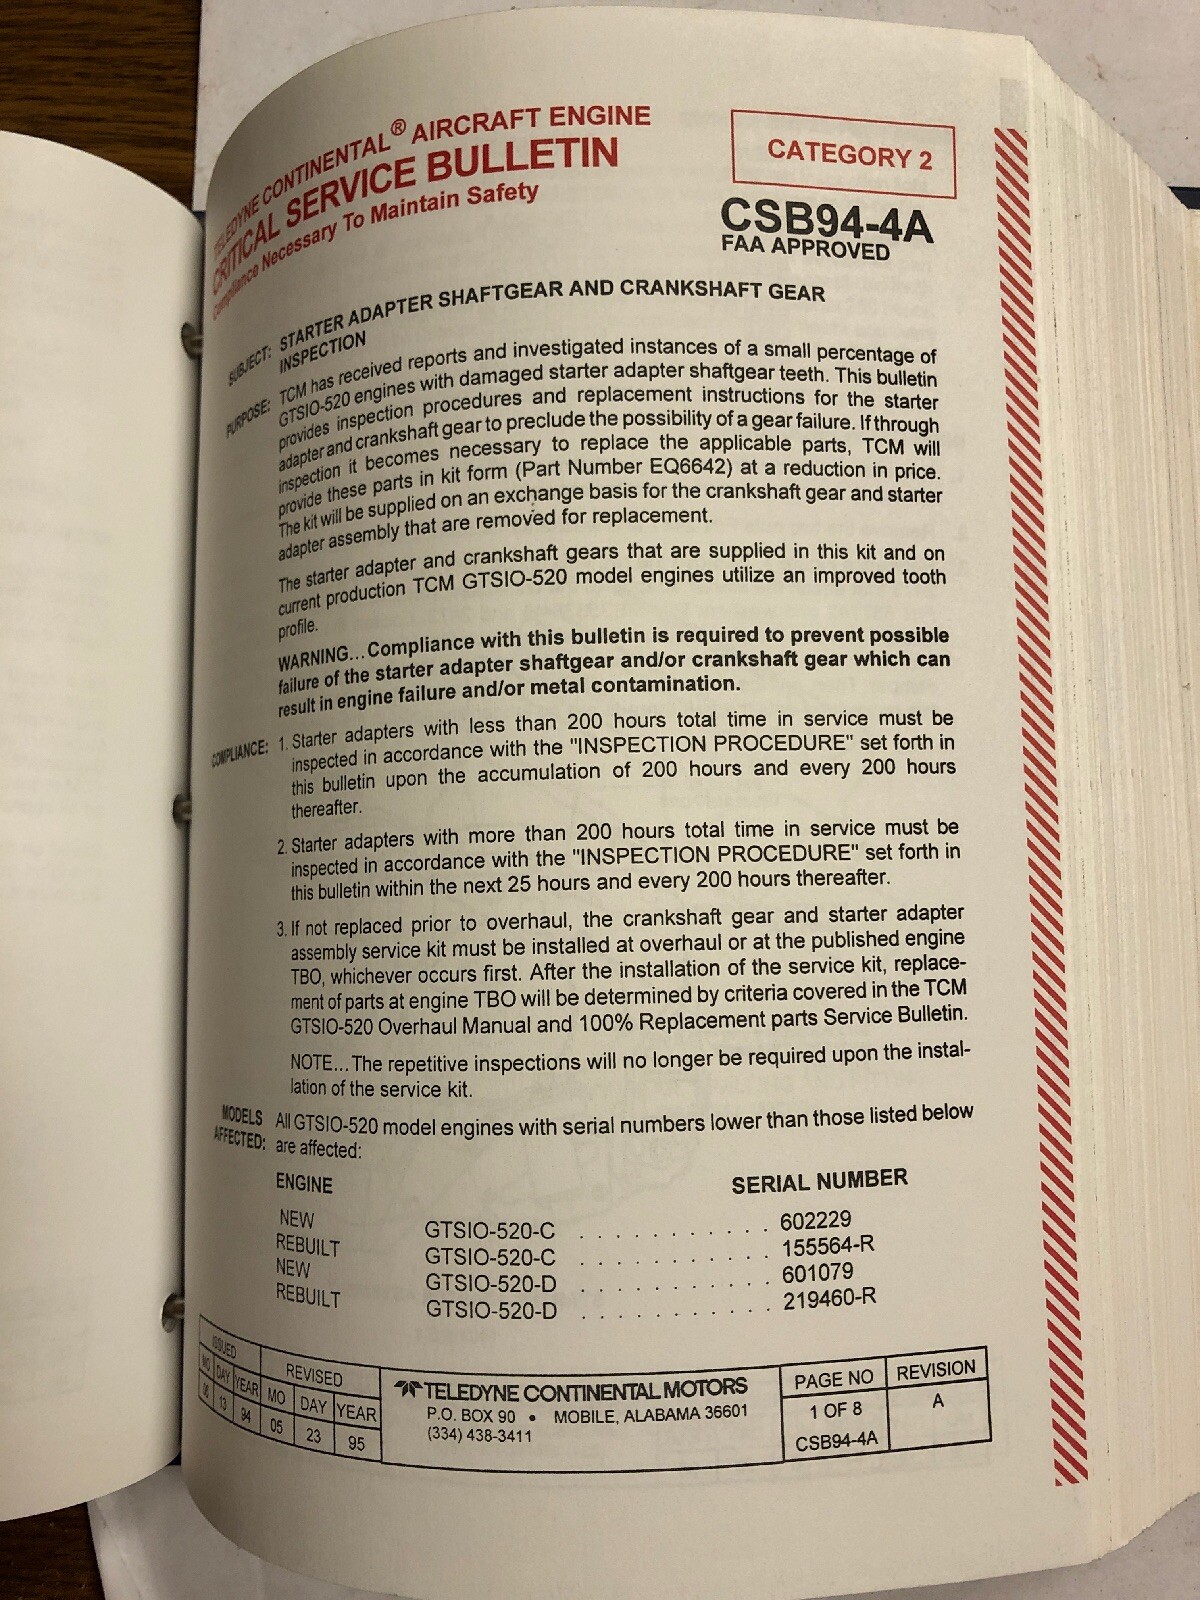 TELEDYNE CONTINENTAL® AIRCRAFT ENGINE
CRITICAL SERVICE BULLETIN
Compliance Necessary To Maintain Safety
CATEGORY 2
CSB94-4A
FAA APPROVED
SUBJECT: STARTER ADAPTER SHAFTGEAR AND CRANKSHAFT GEAR
INSPECTION
PURPOSE: TCM has received reports and investigated instances of a small percentage of
GTSIO-520 engines with damaged starter adapter shaftgear teeth. This bulletin
provides inspection procedures and replacement instructions for the starter
adapter and crankshaft gear to preclude the possibility of a gear failure. If through
inspection it becomes necessary to replace the applicable parts, TCM will
provide these parts in kit form (Part Number EQ6642) at a reduction in price.
The kit will be supplied on an exchange basis for the crankshaft gear and starter
adapter assembly that are removed for replacement.
The starter adapter and crankshaft gears that are supplied in this kit and on
current production TCM GTSIO-520 model engines utilize an improved tooth
profile.
WARNING...Compliance with this bulletin is required to prevent possible
failure of the starter adapter shaftgear and/or crankshaft gear which can
result in engine failure and/or metal contamination.
COMPLIANCE: 1. Starter adapters with less than 200 hours total time in service must be
inspected in accordance with the "INSPECTION PROCEDURE" set forth in
this bulletin upon the accumulation of 200 hours and every 200 hours
thereafter.
2. Starter adapters with more than 200 hours total time in service must be
inspected in accordance with the "INSPECTION PROCEDURE" set forth in
this bulletin within the next 25 hours and every 200 hours thereafter.
3. If not replaced prior to overhaul, the crankshaft gear and starter adapter
assembly service kit must be installed at overhaul or at the published engine
TBO, whichever occurs first. After the installation of the service kit, replace-
ment of parts at engine TBO will be determined by criteria covered in the TCM
GTSIO-520 Overhaul Manual and 100% Replacement parts Service Bulletin.
NOTE...The repetitive inspections will no longer be required upon the instal-
lation of the service kit.
MODELS AFFECTED: All GTSIO-520 model engines with serial numbers lower than those listed below
are affected:
ENGINE SERIAL NUMBER
NEW GTSIO-520-C . . . . . . . . . . . 602229
REBUILT GTSIO-520-C . . . . . . . . . . . 155564-R
NEW GTSIO-520-D . . . . . . . . . . . 601079
REBUILT GTSIO-520-D . . . . . . . . . . . 219460-R
ISSUED REVISED
MO DAY YEAR MO DAY YEAR
06 13 94 05 23 95
TELEDYNE CONTINENTAL MOTORS
P.O. BOX 90 • MOBILE, ALABAMA 36601
(334) 438-3411
PAGE NO REVISION
1 OF 8 A
CSB94-4A